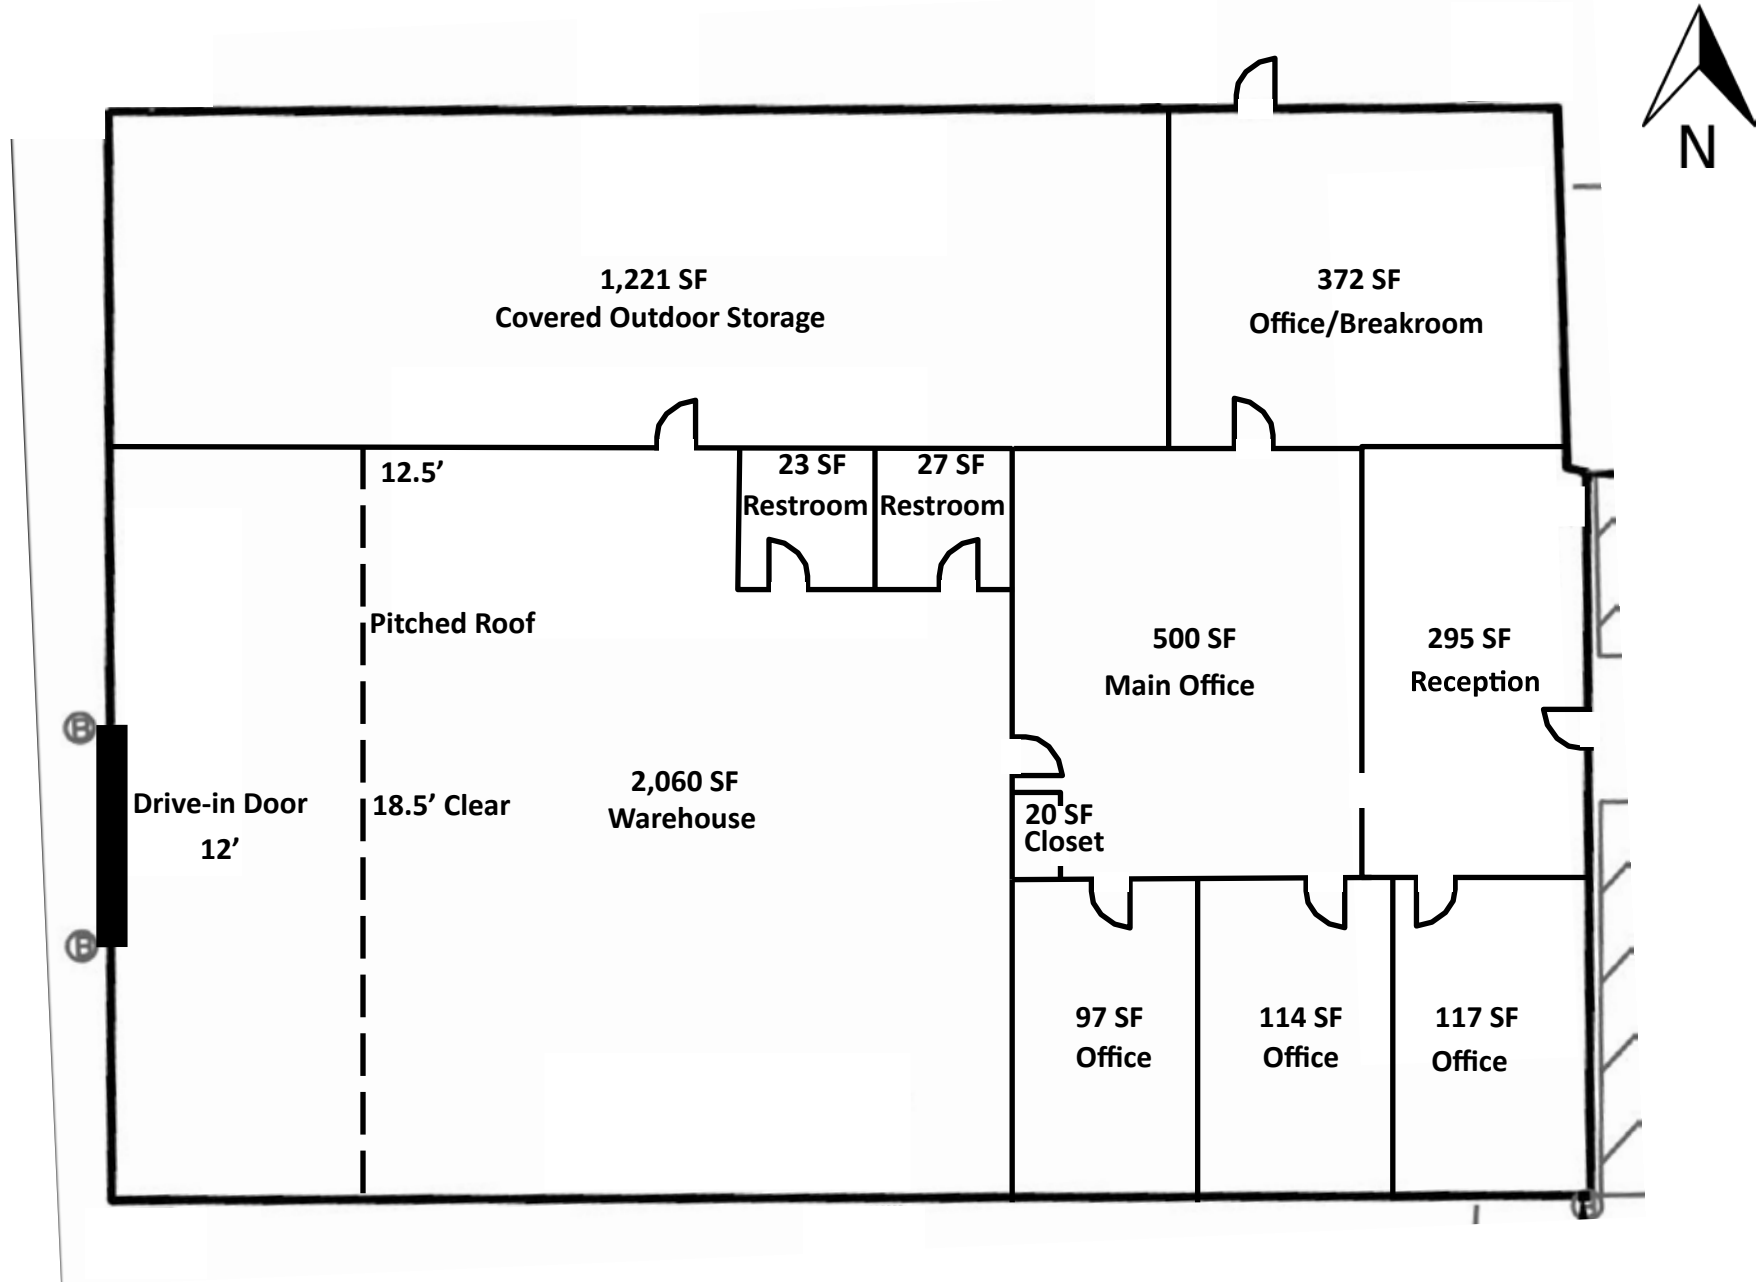 N
1,221 SF
Covered Outdoor Storage
372 SF
Office/Breakroom
12.5’
23 SF
Restroom
27 SF
Restroom
Pitched Roof
500 SF
Main Office
295 SF
Reception
B
Drive-in Door
12’
18.5’ Clear
2,060 SF
Warehouse
20 SF
Closet
B
97 SF
Office
114 SF
Office
117 SF
Office